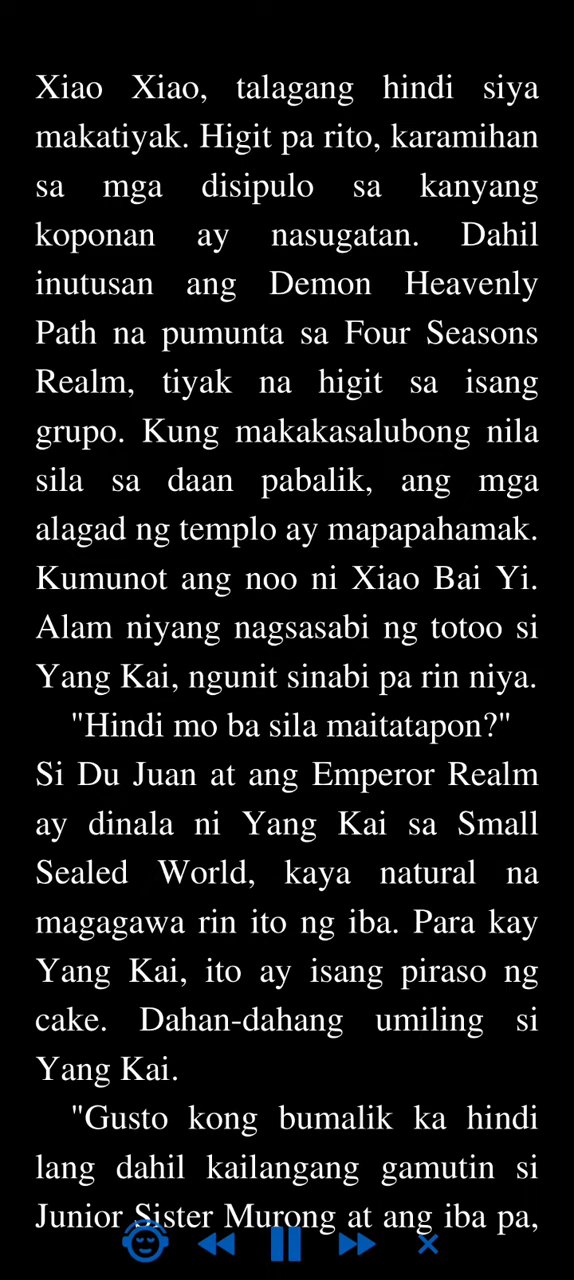 Xiao Xiao, talagang hindi siya
makatiyak. Higit pa rito, karamihan
sa mga disipulo sa kanyang
koponan ay nasugatan. Dahil
inutusan ang Demon Heavenly
Path na pumunta sa Four Seasons
Realm, tiyak na higit sa isang
grupo. Kung makakasalubong nila
sila sa daan pabalik, ang mga
alagad ng templo ay mapapahamak.
Kumunot ang noo ni Xiao Bai Yi.
Alam niyang nagsasabi ng totoo si
Yang Kai, ngunit sinabi pa rin niya.
"Hindi mo ba sila maitatapon?"
Si Du Juan at ang Emperor Realm
ay dinala ni Yang Kai sa Small
Sealed World, kaya natural na
magagawa rin ito ng iba. Para kay
Yang Kai, ito ay isang piraso ng
cake. Dahan-dahang umiling si
Yang Kai.
"Gusto kong bumalik ka hindi
lang dahil kailangang gamutin si
Junior Sister Murong at ang iba pa,